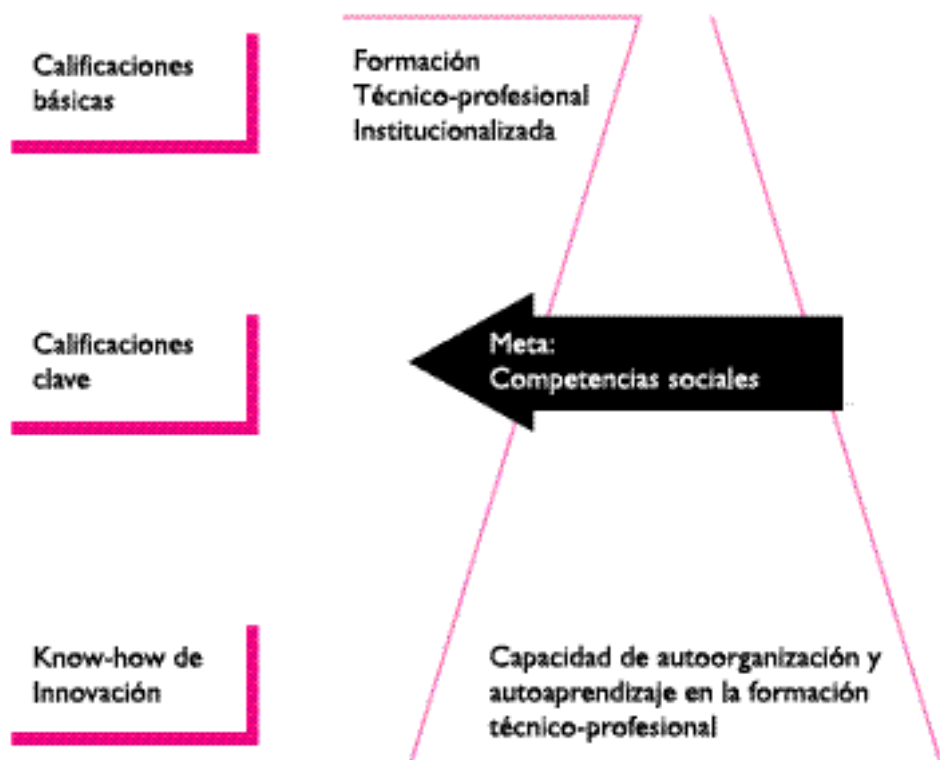 Calificaciones
básicas
Formación
Técnico-profesional
Institucionalizada
Calificaciones
clave
Meta:
Competencias sociales
Know-how de
Innovación
Capacidad de autoorganización y
autoaprendizaje en la formación
técnico-profesional